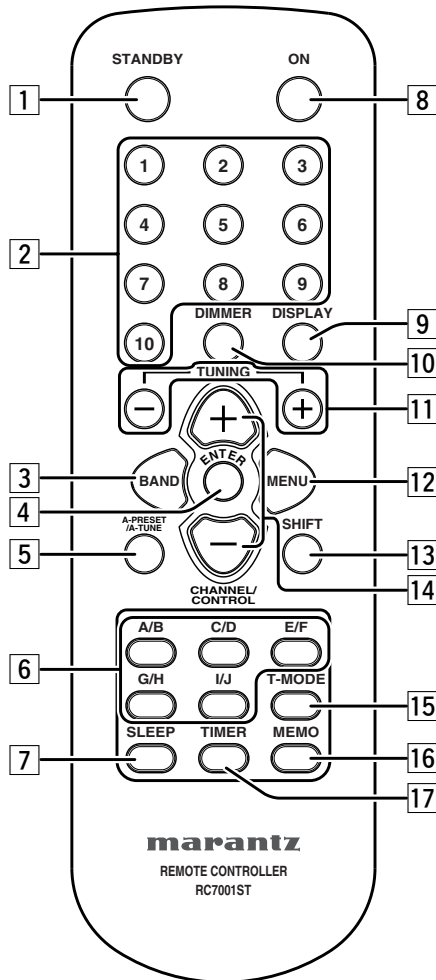 STANDBY ON
1 8
1 2 3
4 5 6
2
7 8 9
DIMMER DISPLAY
9
10
10
TUNING
− +
11
+
ENTER
3 BAND MENU 12
4
A-PRESET
/A-TUNE
SHIFT
5 − 13
14
CHANNEL/
CONTROL
A/B C/D E/F
6
G/H I/J T-MODE
15
SLEEP TIMER MEMO
7 16
17
marantz
REMOTE CONTROLLER
RC7001ST